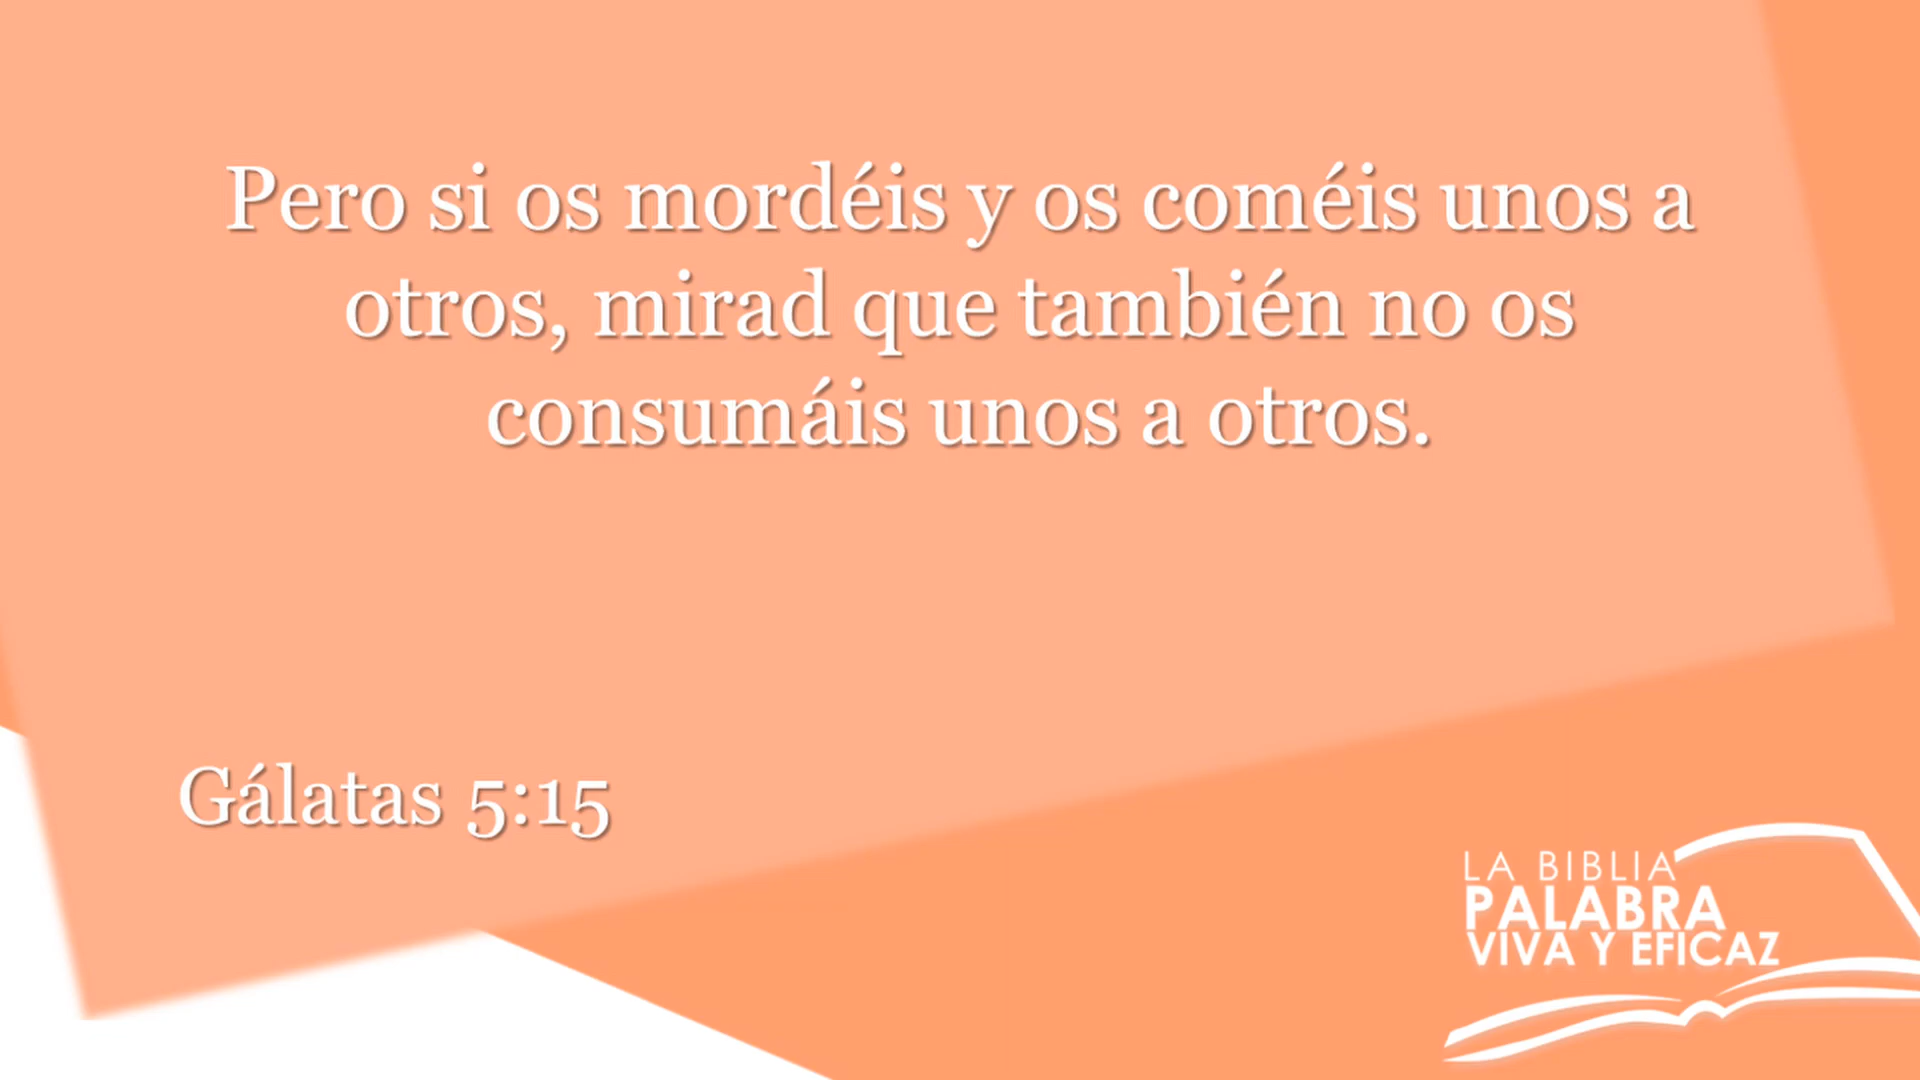 Pero si os mordéis y os coméis unos a
otros, mirad que también no os
consumáis unos a otros.
Gálatas 5:15
LA BIBLIA
PALABRA
VIVA Y EFICAZ